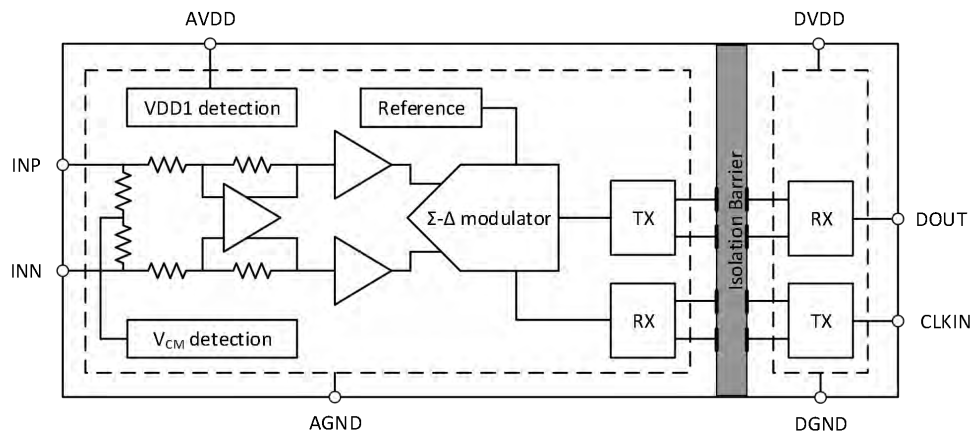 AVDD
DVDD
VDD1 detection
Reference
INP
INN
Σ-Δ modulator
TX
RX
Isolation Barrier
RX
TX
DOUT
CLKIN
VCM detection
AGND
DGND